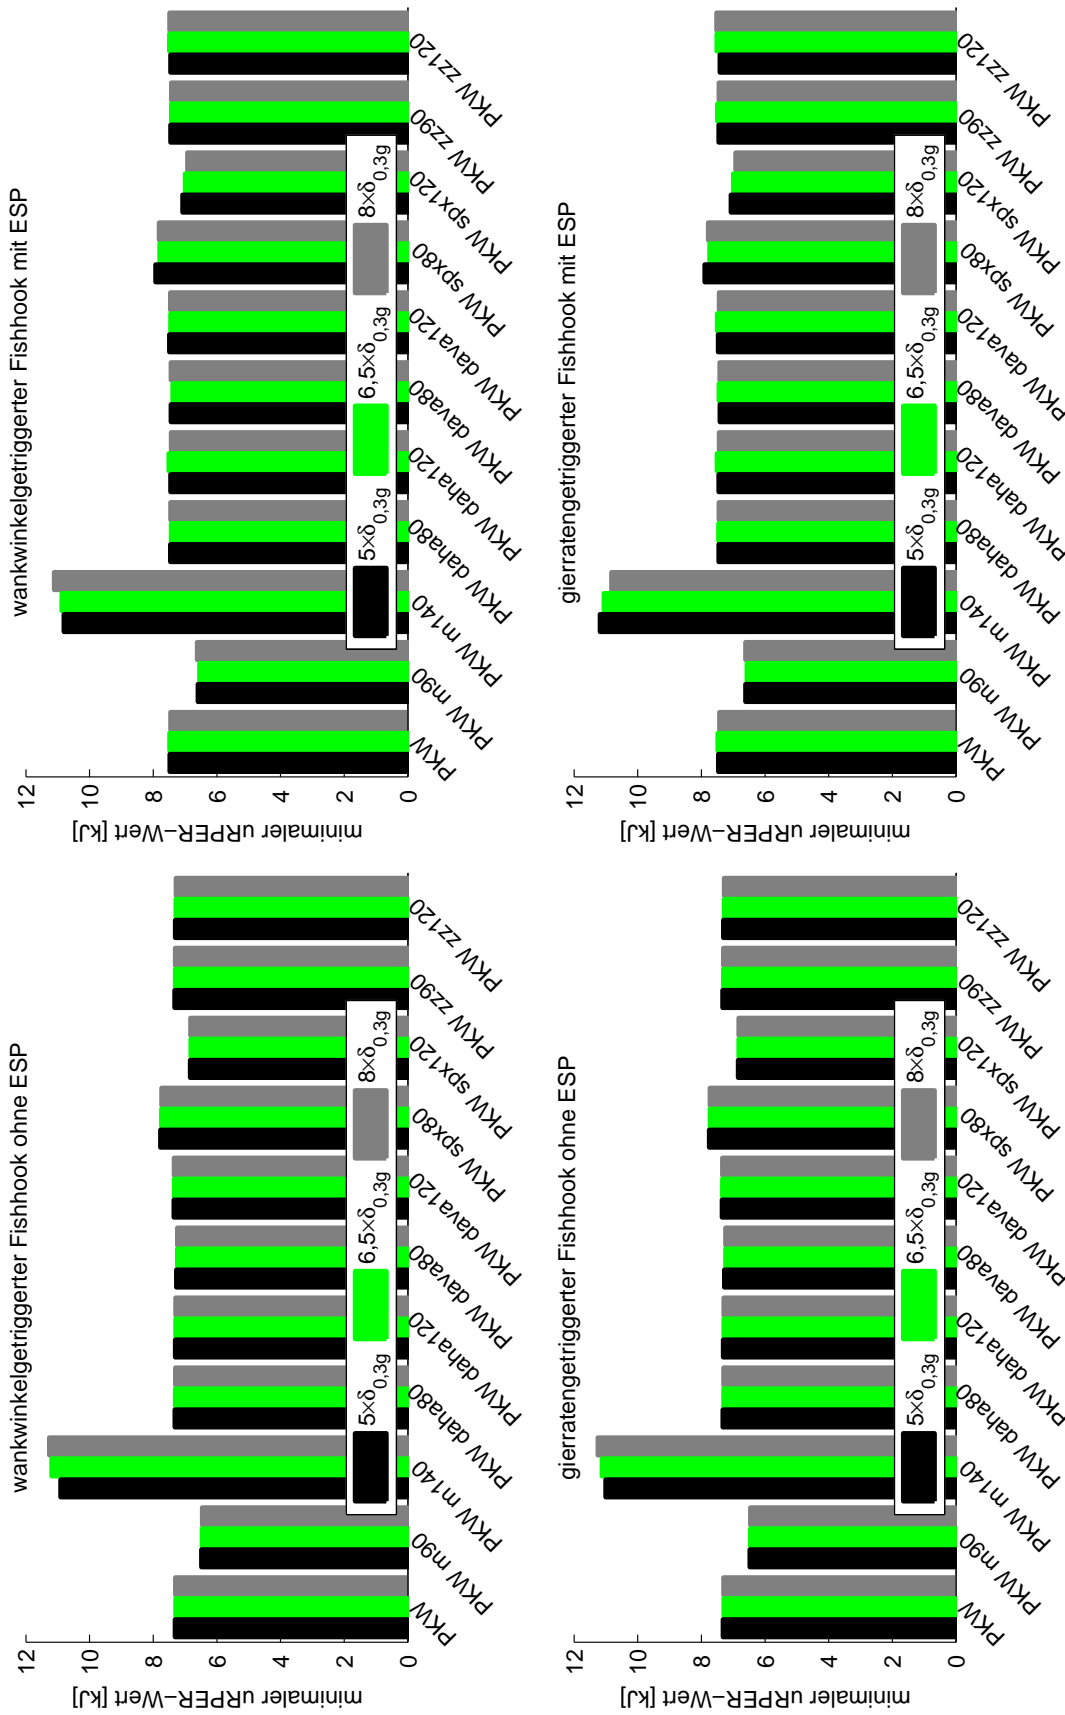 wankwinkelgetriggerter Fishhook ohne ESP
minimaler uRPER−Wert [kJ]
12
10
8
6
4
2
0
PKW
PKW m90
PKW m140
PKW daha80
PKW daha120
PKW dava80
PKW dava120
PKW spx80
PKW spx120
PKW zz90
PKW zz120
5×δ0,3g 6,5×δ0,3g 8×δ0,3g
wankwinkelgetriggerter Fishhook mit ESP
minimaler uRPER−Wert [kJ]
12
10
8
6
4
2
0
PKW
PKW m90
PKW m140
PKW daha80
PKW daha120
PKW dava80
PKW dava120
PKW spx80
PKW spx120
PKW zz90
PKW zz120
5×δ0,3g 6,5×δ0,3g 8×δ0,3g
gierratengetriggerter Fishhook ohne ESP
minimaler uRPER−Wert [kJ]
12
10
8
6
4
2
0
PKW
PKW m90
PKW m140
PKW daha80
PKW daha120
PKW dava80
PKW dava120
PKW spx80
PKW spx120
PKW zz90
PKW zz120
5×δ0,3g 6,5×δ0,3g 8×δ0,3g
gierratengetriggerter Fishhook mit ESP
minimaler uRPER−Wert [kJ]
12
10
8
6
4
2
0
PKW
PKW m90
PKW m140
PKW daha80
PKW daha120
PKW dava80
PKW dava120
PKW spx80
PKW spx120
PKW zz90
PKW zz120
5×δ0,3g 6,5×δ0,3g 8×δ0,3g